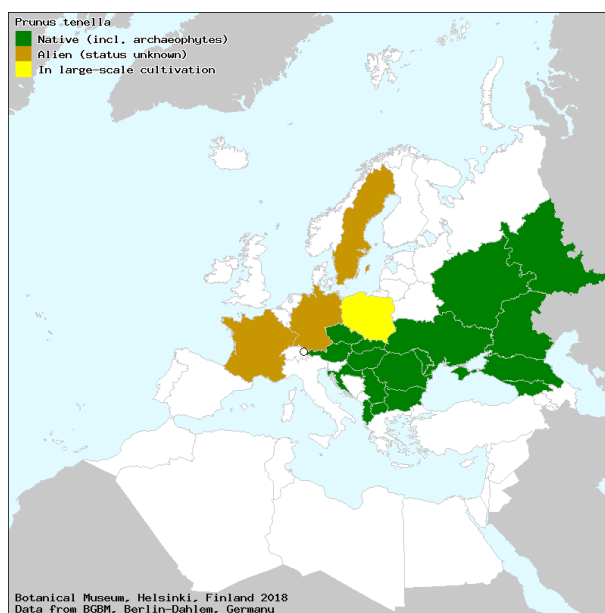 Prunus tenella
Native (incl. archaeophytes)
Alien (status unknown)
In large-scale cultivation
Botanical Museum, Helsinki, Finland 2018
Data from BGBM, Berlin-Dahlem, Germany